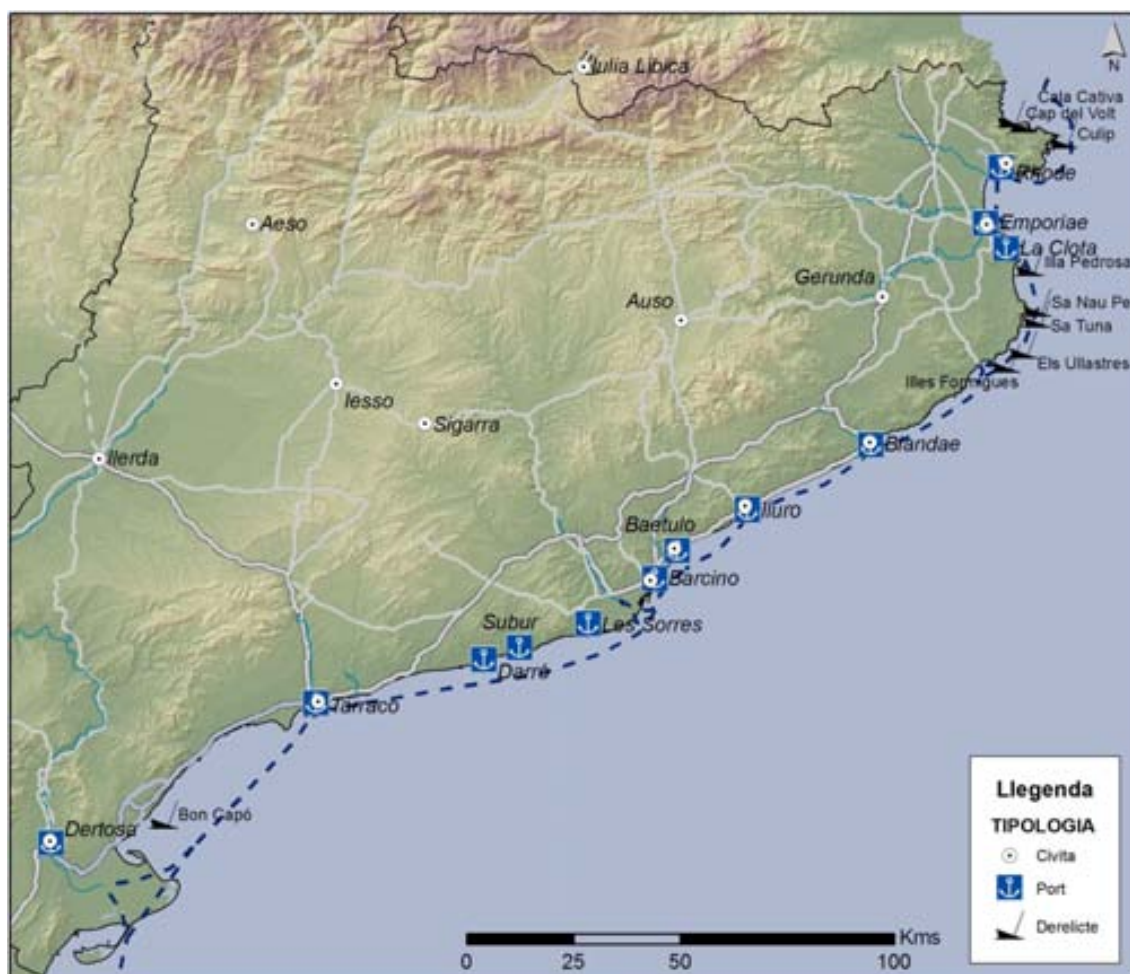 Iulia Libica
N
Cala Cativa
Cap del Volt
Culip
Rhode
Aeso
Emporiae
La Clota
Illa Pedrosa
Gerunda
Auso
Sa Nau Pe
Sa Tuna
Els Ullastres
Illes Formigues
Iesso
Sigarra
Blandae
Ilerda
Iluro
Baetulo
Barcino
Subur
Les Sorres
Darró
Tarraco
Bon Capó
Dertosa
Llegenda
TIPOLOGIA
Civita
Port
Derelicte
Kms
0 25 50 100